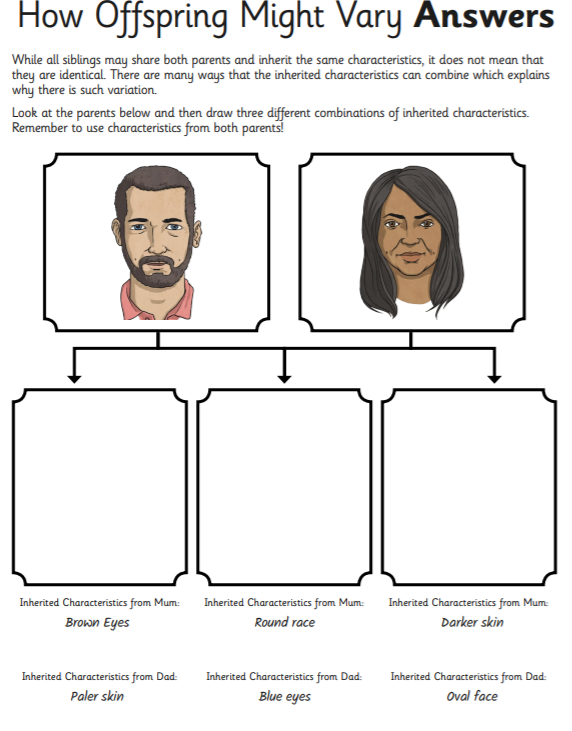 How Offspring Might Vary Answers
While all siblings may share both parents and inherit the same characteristics, it does not mean that
they are identical. There are many ways that the inherited characteristics can combine which explains
why there is such variation.
Look at the parents below and then draw three different combinations of inherited characteristics.
Remember to use characteristics from both parents!
Inherited Characteristics from Mum:
Brown Eyes
Inherited Characteristics from Mum:
Round race
Inherited Characteristics from Mum:
Darker skin
Inherited Characteristics from Dad:
Paler skin
Inherited Characteristics from Dad:
Blue eyes
Inherited Characteristics from Dad:
Oval face